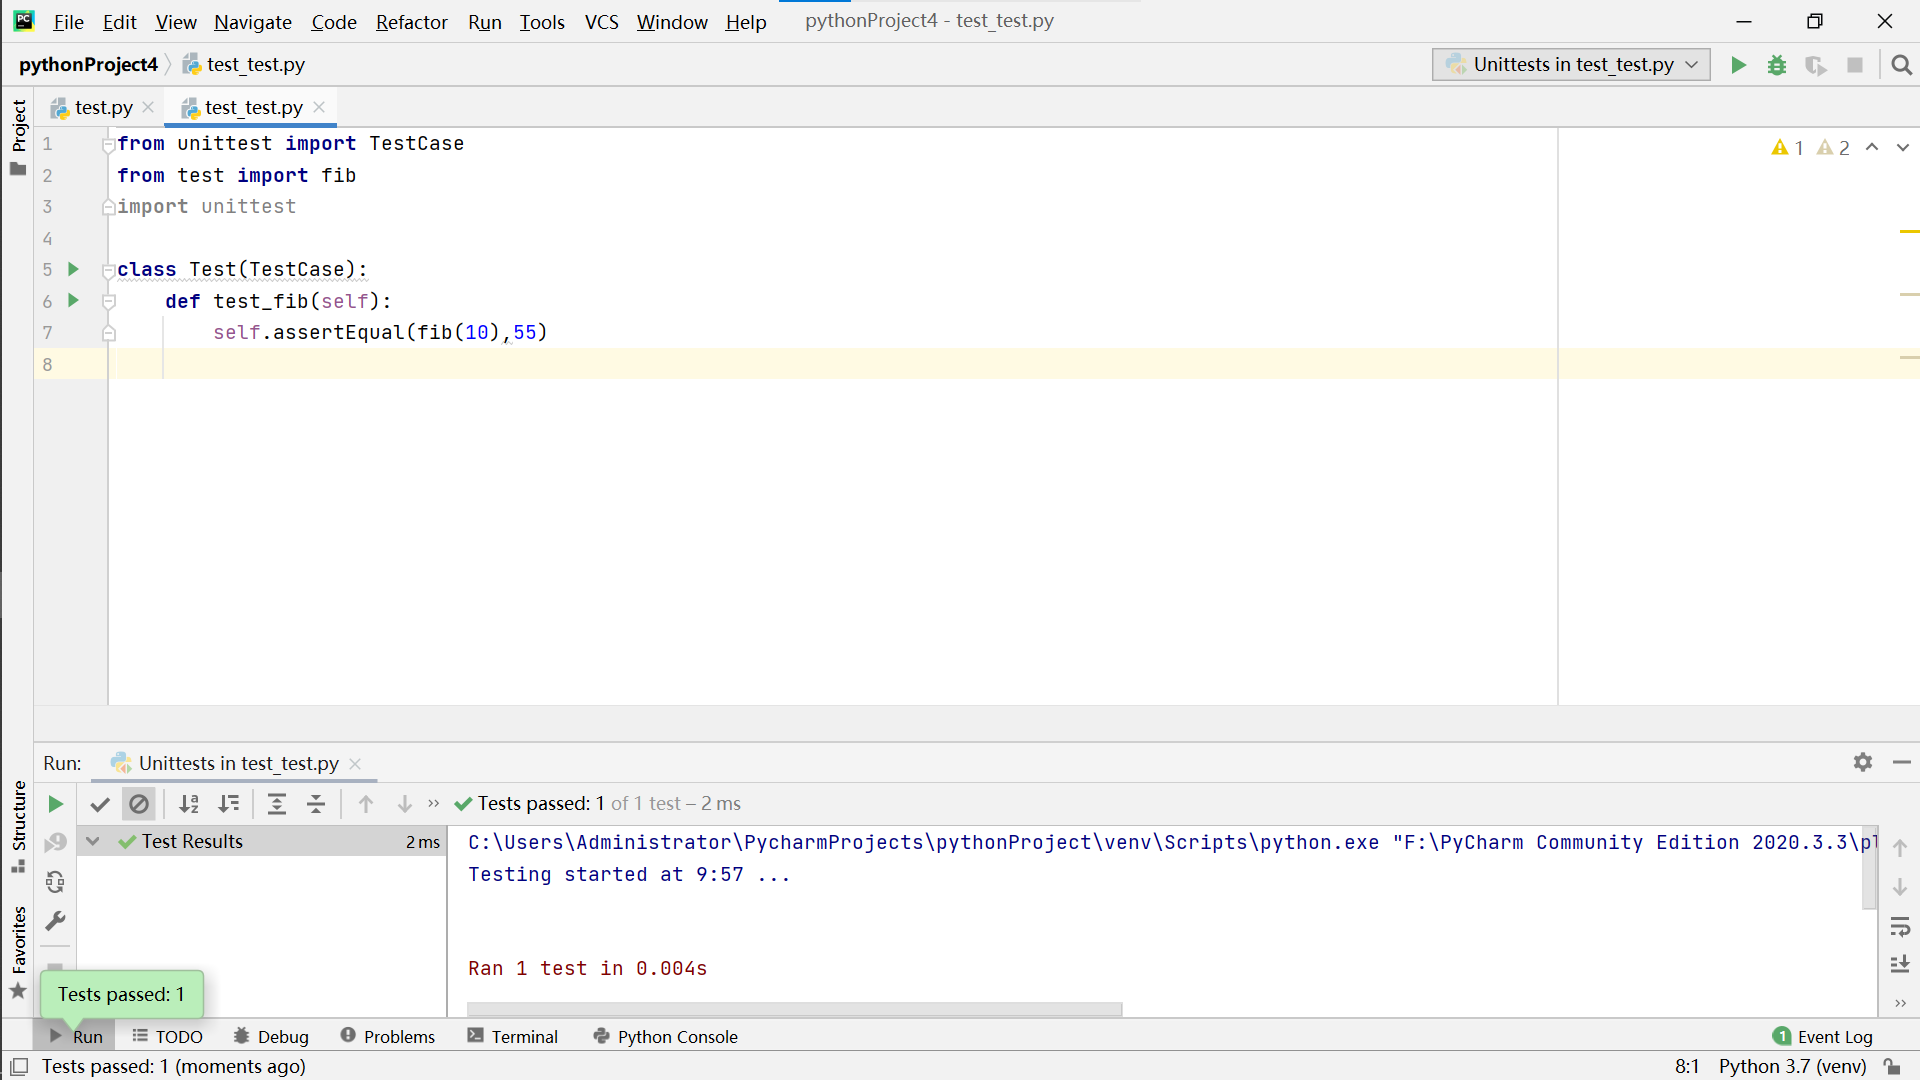 File Edit View Navigate Code Refactor Run Tools VCS Window Help pythonProject4 - test_test.py
pythonProject4 test_test.py Unittests in test_test.py
test.py test_test.py
Project
1 from unittest import TestCase
1 2
2 from test import fib
3 import unittest
4
5 class Test(TestCase):
6 def test_fib(self):
7 self.assertEqual(fib(10),55)
8
Run: Unittests in test_test.py
Structure
Favorites
Tests passed: 1 of 1 test – 2 ms
Test Results 2 ms
C:\Users\Administrator\PycharmProjects\pythonProject\venv\Scripts\python.exe "F:\PyCharm Community Edition 2020.3.3\pl
Testing started at 9:57 ...
Ran 1 test in 0.004s
Tests passed: 1
Run TODO Debug Problems Terminal Python Console 1 Event Log
Tests passed: 1 (moments ago) 8:1 Python 3.7 (venv)